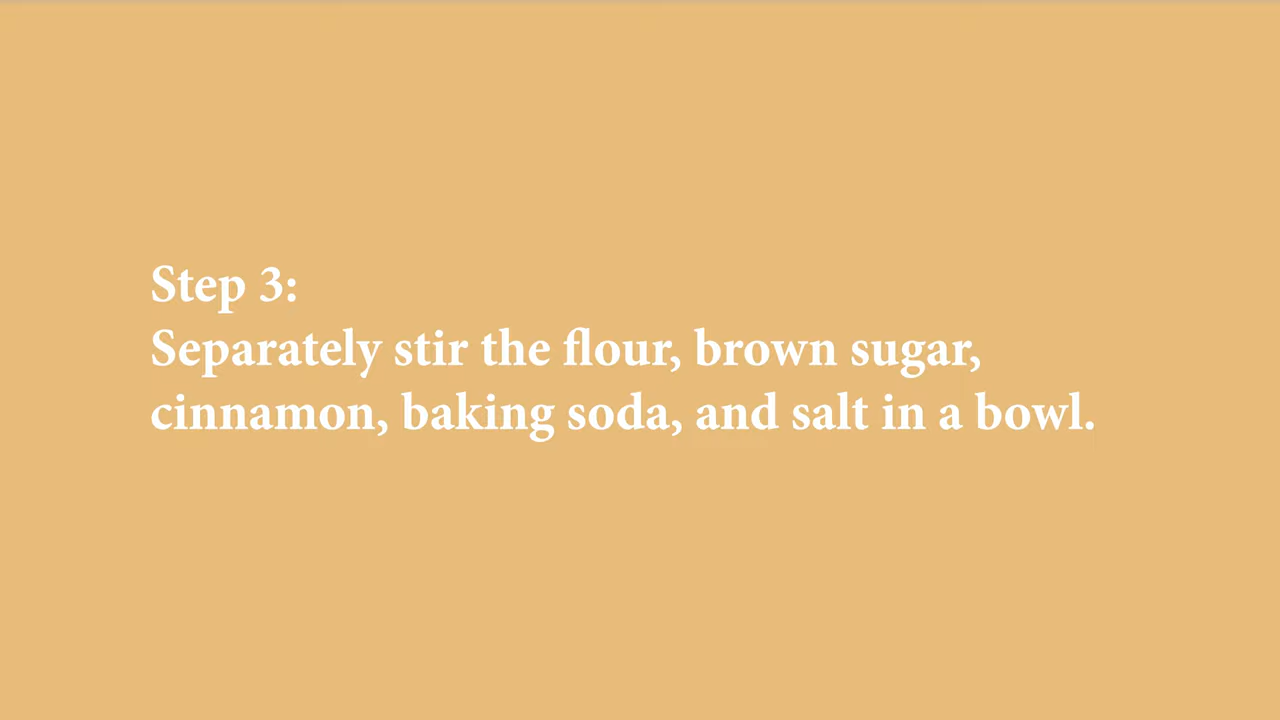 Step 3:
Separately stir the flour, brown sugar,
cinnamon, baking soda, and salt in a bowl.